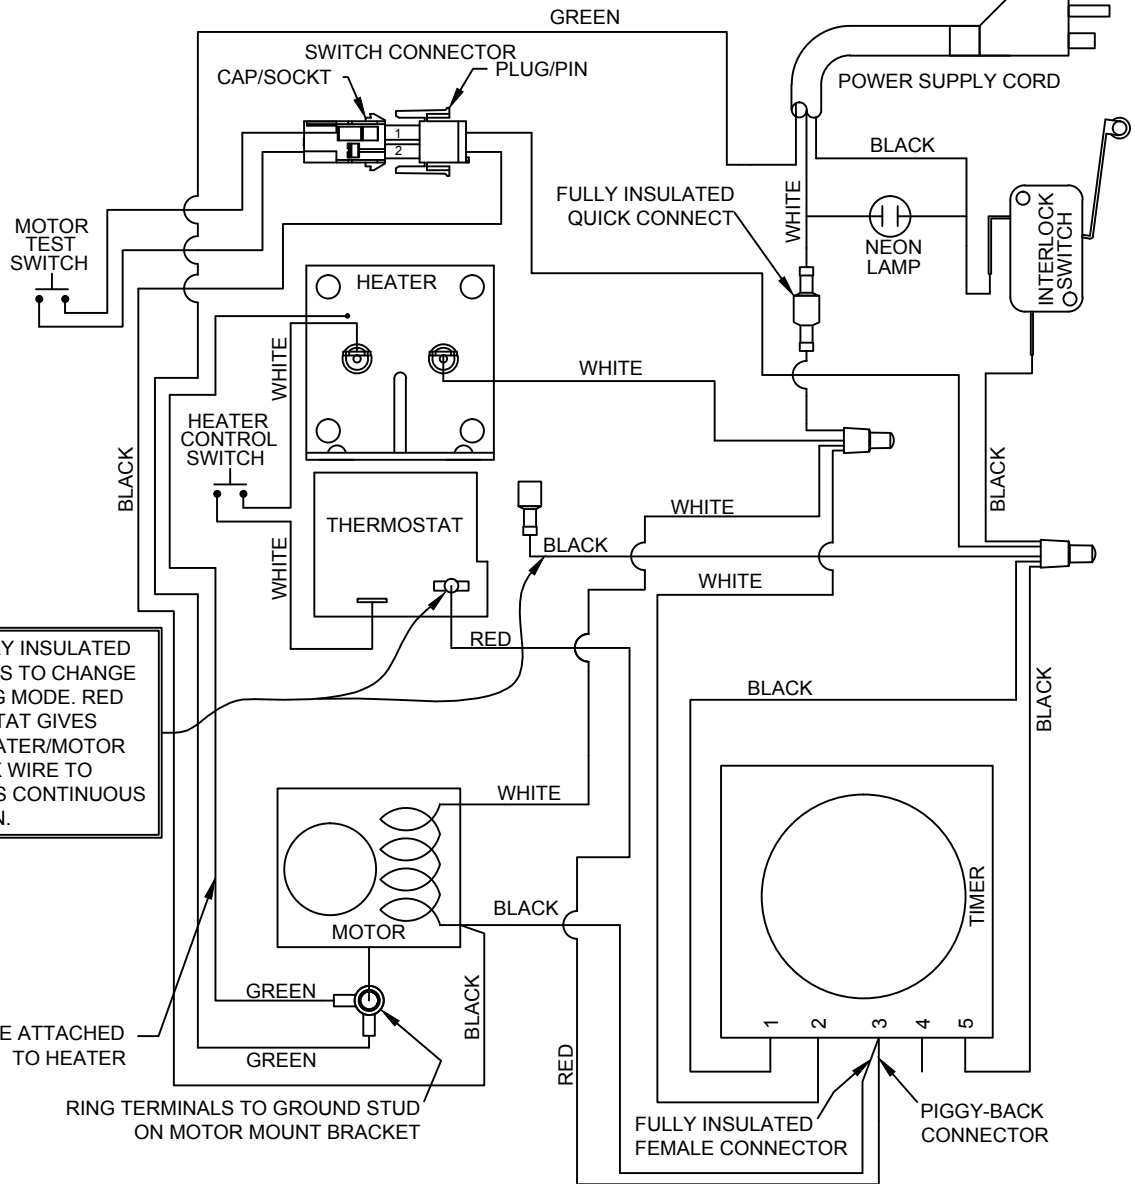 GREEN
SWITCH CONNECTOR
CAP/SOCKT
PLUG/PIN
1
2
POWER SUPPLY CORD
BLACK
WHITE
FULLY INSULATED
QUICK CONNECT
NEON
LAMP
INTERLOCK
SWITCH
MOTOR
TEST
SWITCH
HEATER
WHITE
WHITE
HEATER
CONTROL
SWITCH
BLACK
BLACK
THERMOSTAT
WHITE
BLACK
WHITE
WHITE
RED
INSULATED
S TO CHANGE
MODE. RED
GIVES
WIRE TO
S CONTINUOUS
BLACK
BLACK
WHITE
MOTOR
BLACK
TIMER
GREEN
GREEN
BLACK
RED
1 2 3 4 5
E ATTACHED
TO HEATER
RING TERMINALS TO GROUND STUD
ON MOTOR MOUNT BRACKET
FULLY INSULATED
FEMALE CONNECTOR
PIGGY-BACK
CONNECTOR